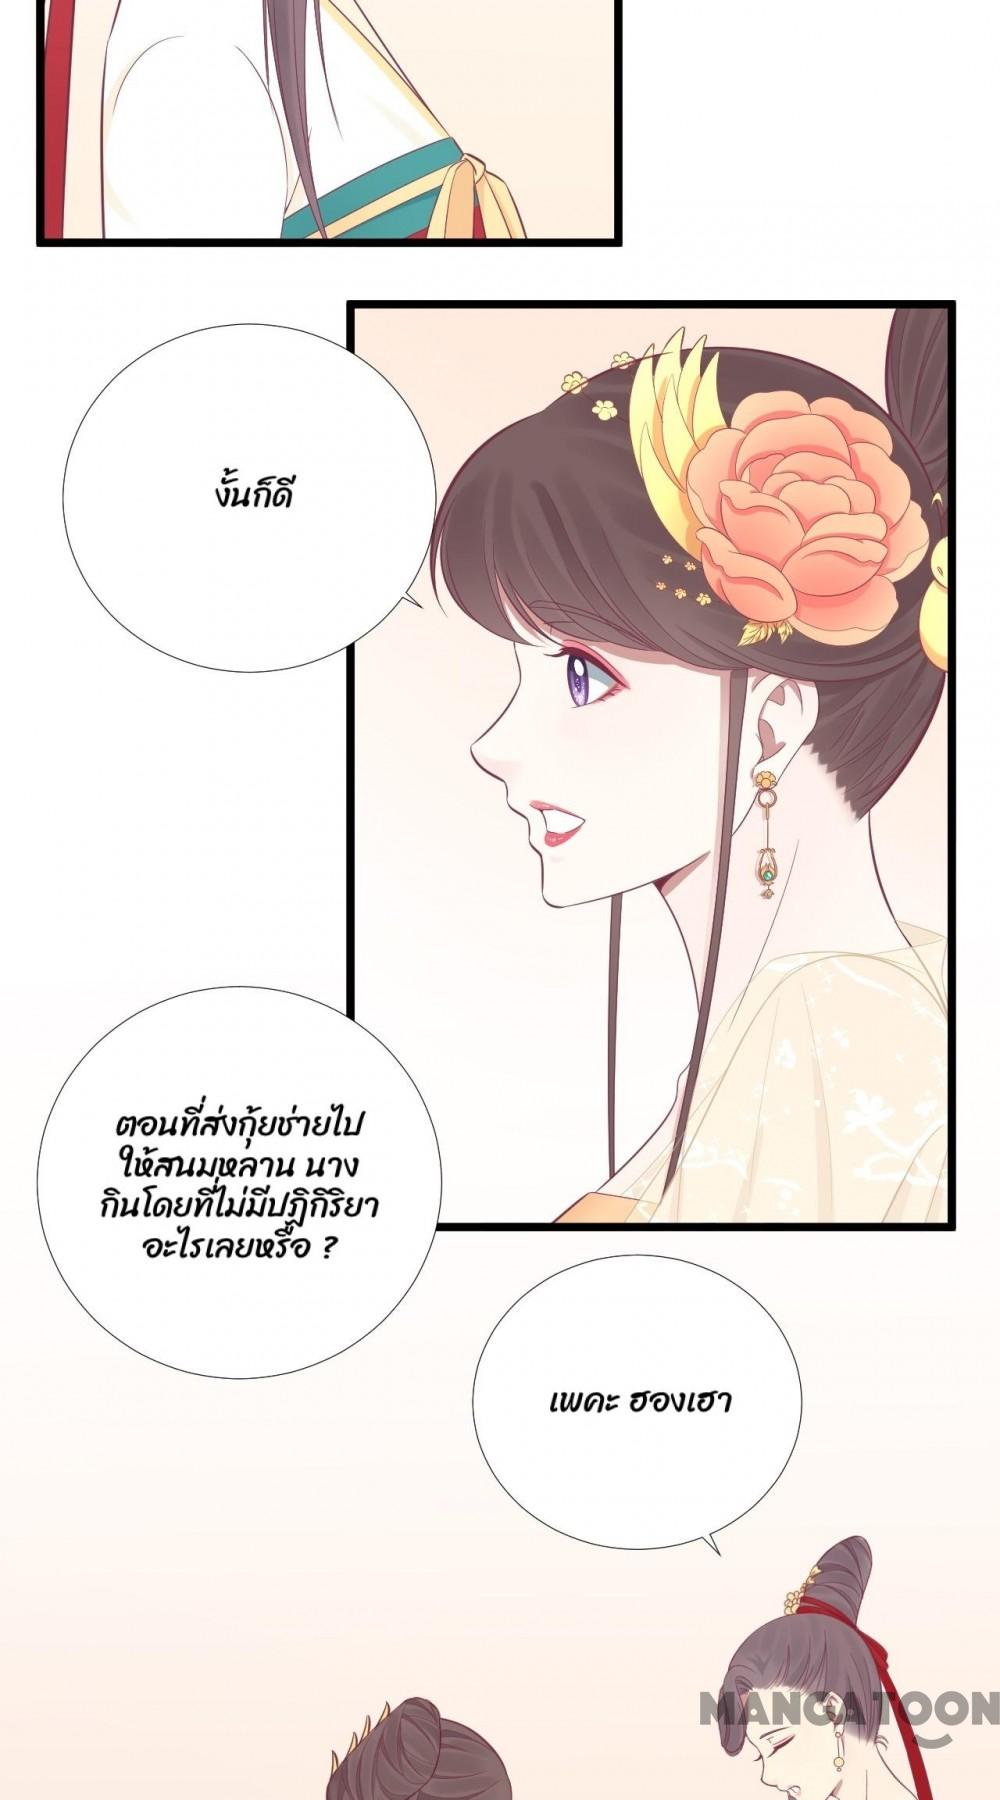 งั้นก็ดี
ตอนที่ส่งกุ้ยช่ายไป
ให้สนมหลาน นาง
กินโดยที่ไม่มีปฏิกิริยา
อะไรเลยหรือ ?
เพคะ ฮองเฮา
MANGATOON